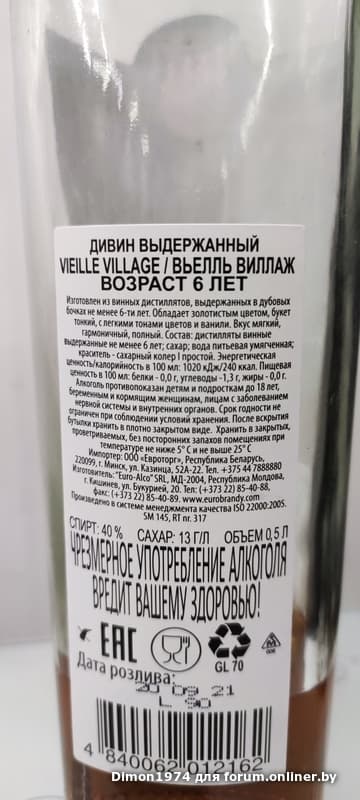 ДИВИН ВЫДЕРЖАННЫЙ
VIEILLE VILLAGE / ВЬЕЛЛЬ ВИЛЛАЖ
ВОЗРАСТ 6 ЛЕТ
Изготовлен из винных дистиллятов, выдержанных в дубовых
бочках не менее 6-ти лет. Обладает золотистым цветом, букет
тонкий, с легкими тонами цветов и ванили. Вкус мягкий,
гармоничный, полный. Состав: дистилляты винные
выдержанные не менее 6 лет; сахар; вода питьевая умягченная;
краситель - сахарный колер I простой. Энергетическая
ценность/калорийность в 100 мл: 1020 кДж/240 ккал. Пищевая
ценность в 100 мл: белки - 0,0 г, углеводы -1,3 г, жиры - 0,0 г.
Алкоголь противопоказан детям и подросткам до 18 лет,
беременным и кормящим женщинам, лицам с заболеванием
нервной системы и внутренних органов. Срок годности не
ограничен при соблюдении условий хранения. После вскрытия
бутылки хранить в плотно закрытом виде. Хранить в закрытых,
проветриваемых, без посторонних запахов помещениях при
температуре не ниже 5° С и не выше 25° С
Импортер: ООО «Евроторг», Республика Беларусь,
220099, г. Минск, ул. Казинца, 52А-22. Тел. +375 44 7888880
Изготовитель: "Euro-Alco" SRL, МД-2004, Республика Молдова,
г. Кишинев, ул. Букурией, 20. Тел: (+373 22) 85-40-88,
факс: (+373 22) 85-40-89. www.eurobrandy.com
Произведено в системе менеджмента качества ISO 22000:2005.
SM 145, RT nr. 317
СПИРТ: 40 % САХАР: 13 Г/Л ОБЪЕМ 0,5 Л
ЧРЕЗМЕРНОЕ УПОТРЕБЛЕНИЕ АЛКОГОЛЯ
ВРЕДИТ ВАШЕМУ ЗДОРОВЬЮ!
EAC
GL 70
Дата розлива:
20 09 21
L 90
4 840062 012162
Dimon1974 для forum.onliner.by